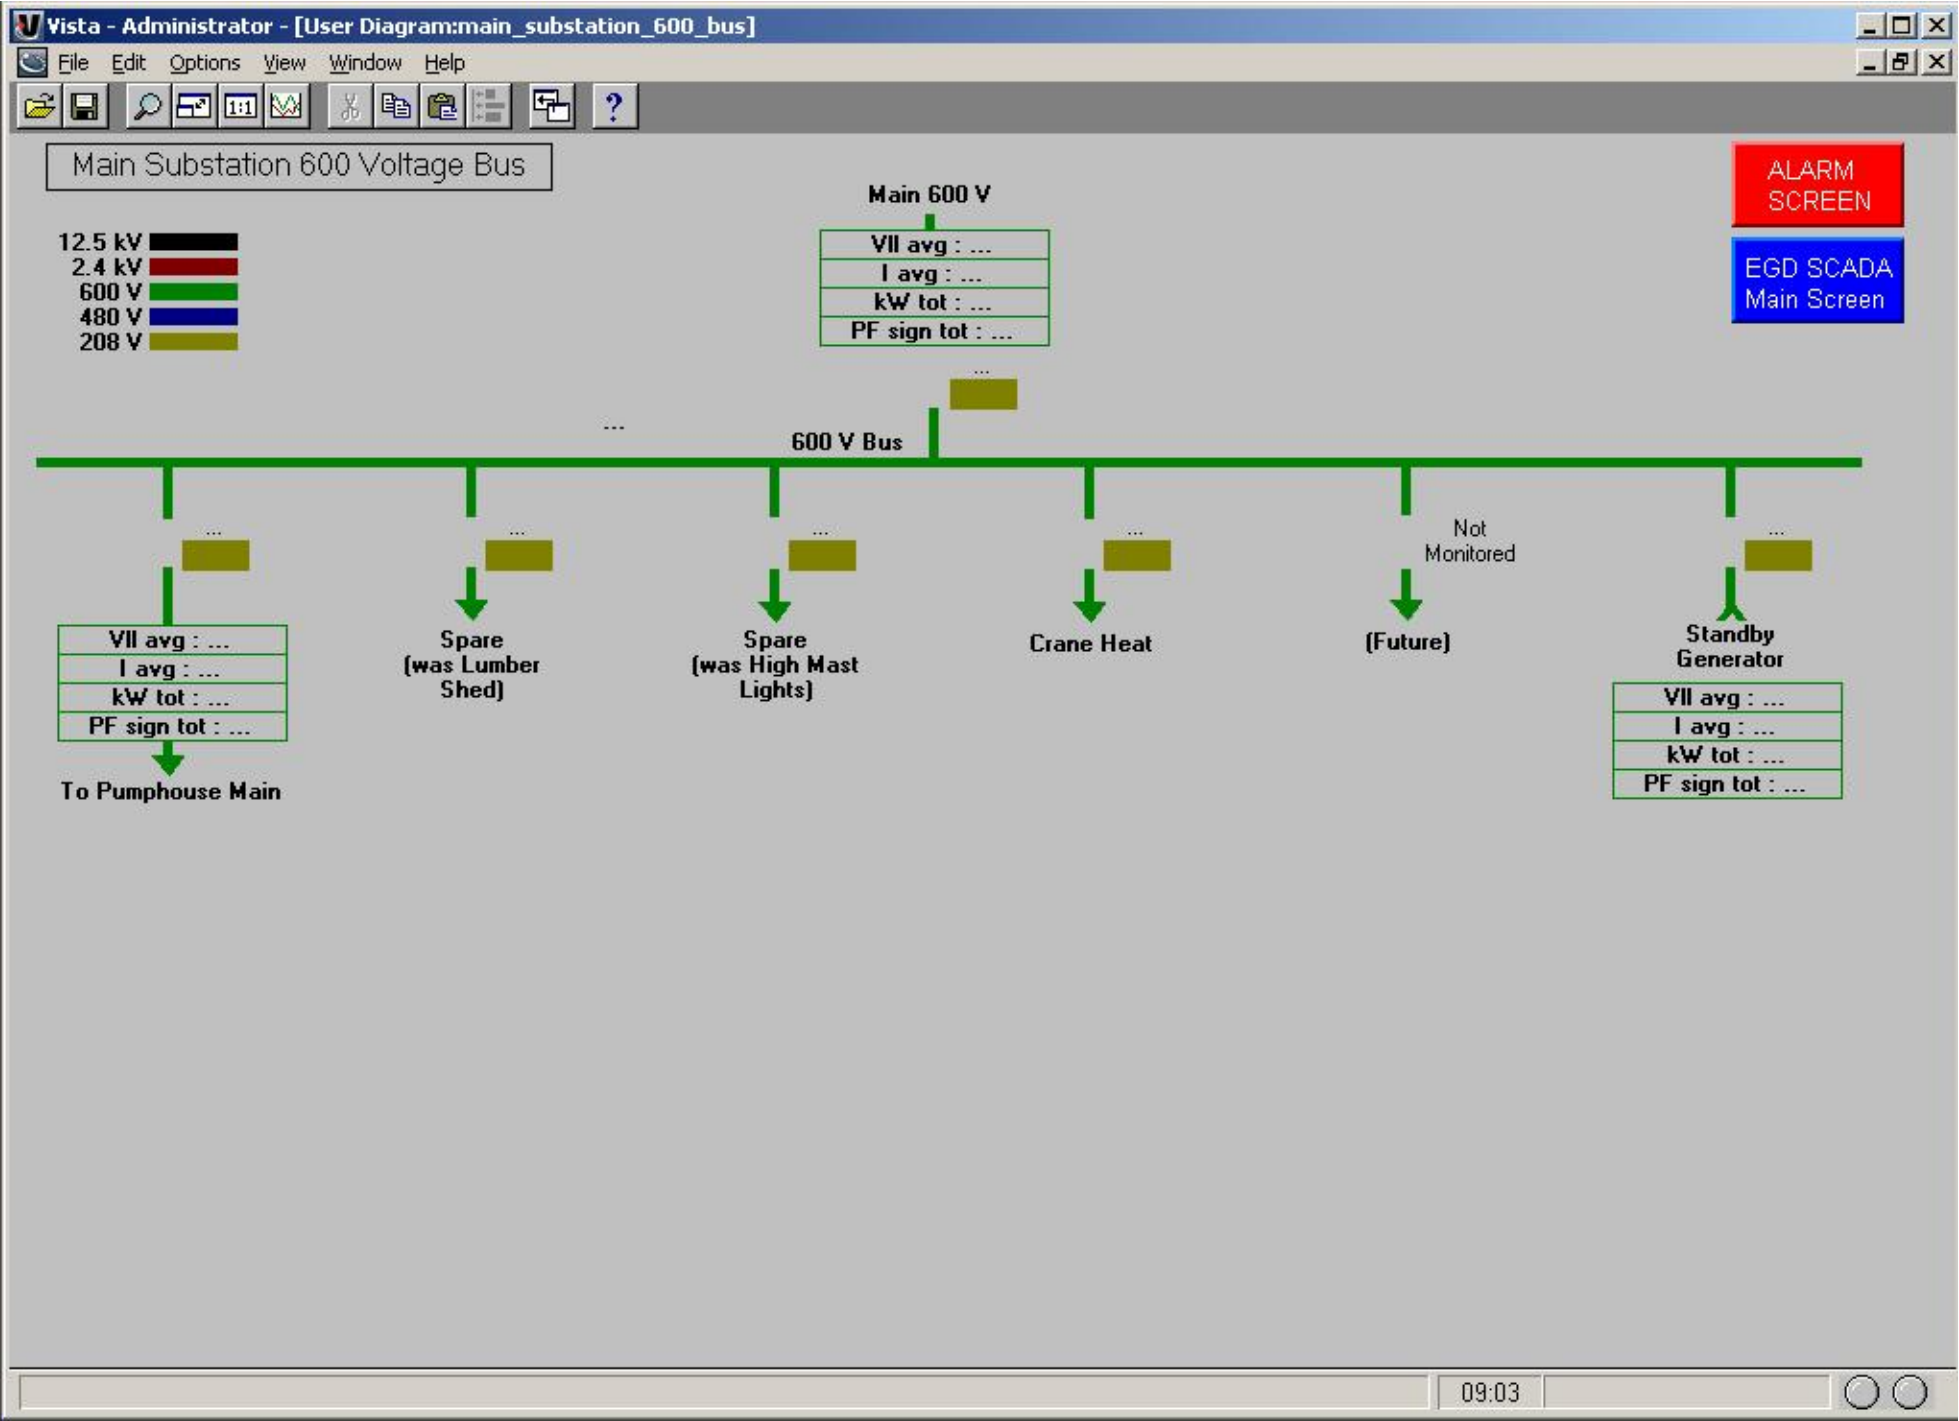 Vista - Administrator - [User Diagram:main_substation_600_bus]
File Edit Options View Window Help
1:1
?
Main Substation 600 Voltage Bus
ALARM
SCREEN
EGD SCADA
Main Screen
12.5 kV
2.4 kV
600 V
480 V
208 V
Main 600 V
Vll avg : ...
I avg : ...
kW tot : ...
PF sign tot : ...
...
...
600 V Bus
...
...
...
...
Not
Monitored
...
Vll avg : ...
I avg : ...
kW tot : ...
PF sign tot : ...
To Pumphouse Main
Spare
(was Lumber
Shed)
Spare
(was High Mast
Lights)
Crane Heat
(Future)
Standby
Generator
Vll avg : ...
I avg : ...
kW tot : ...
PF sign tot : ...
09:03